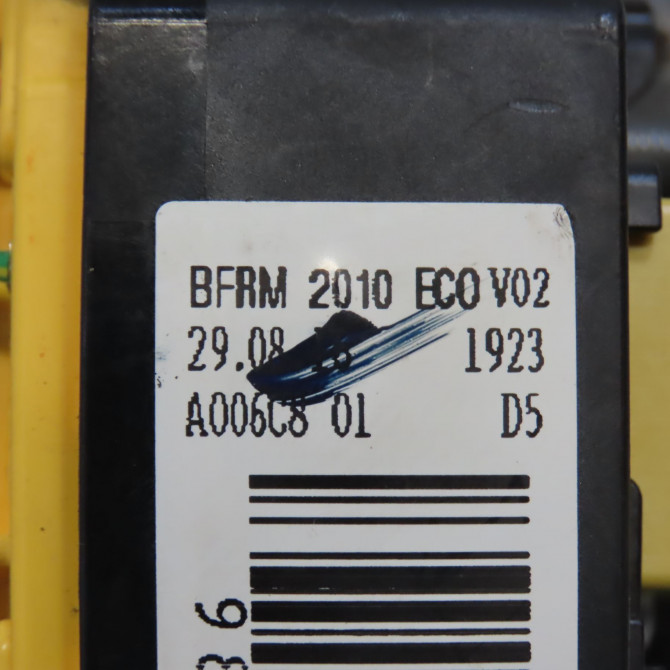 BFRM 2010 ECO V02
29.08 1923
A006C8 01 D5